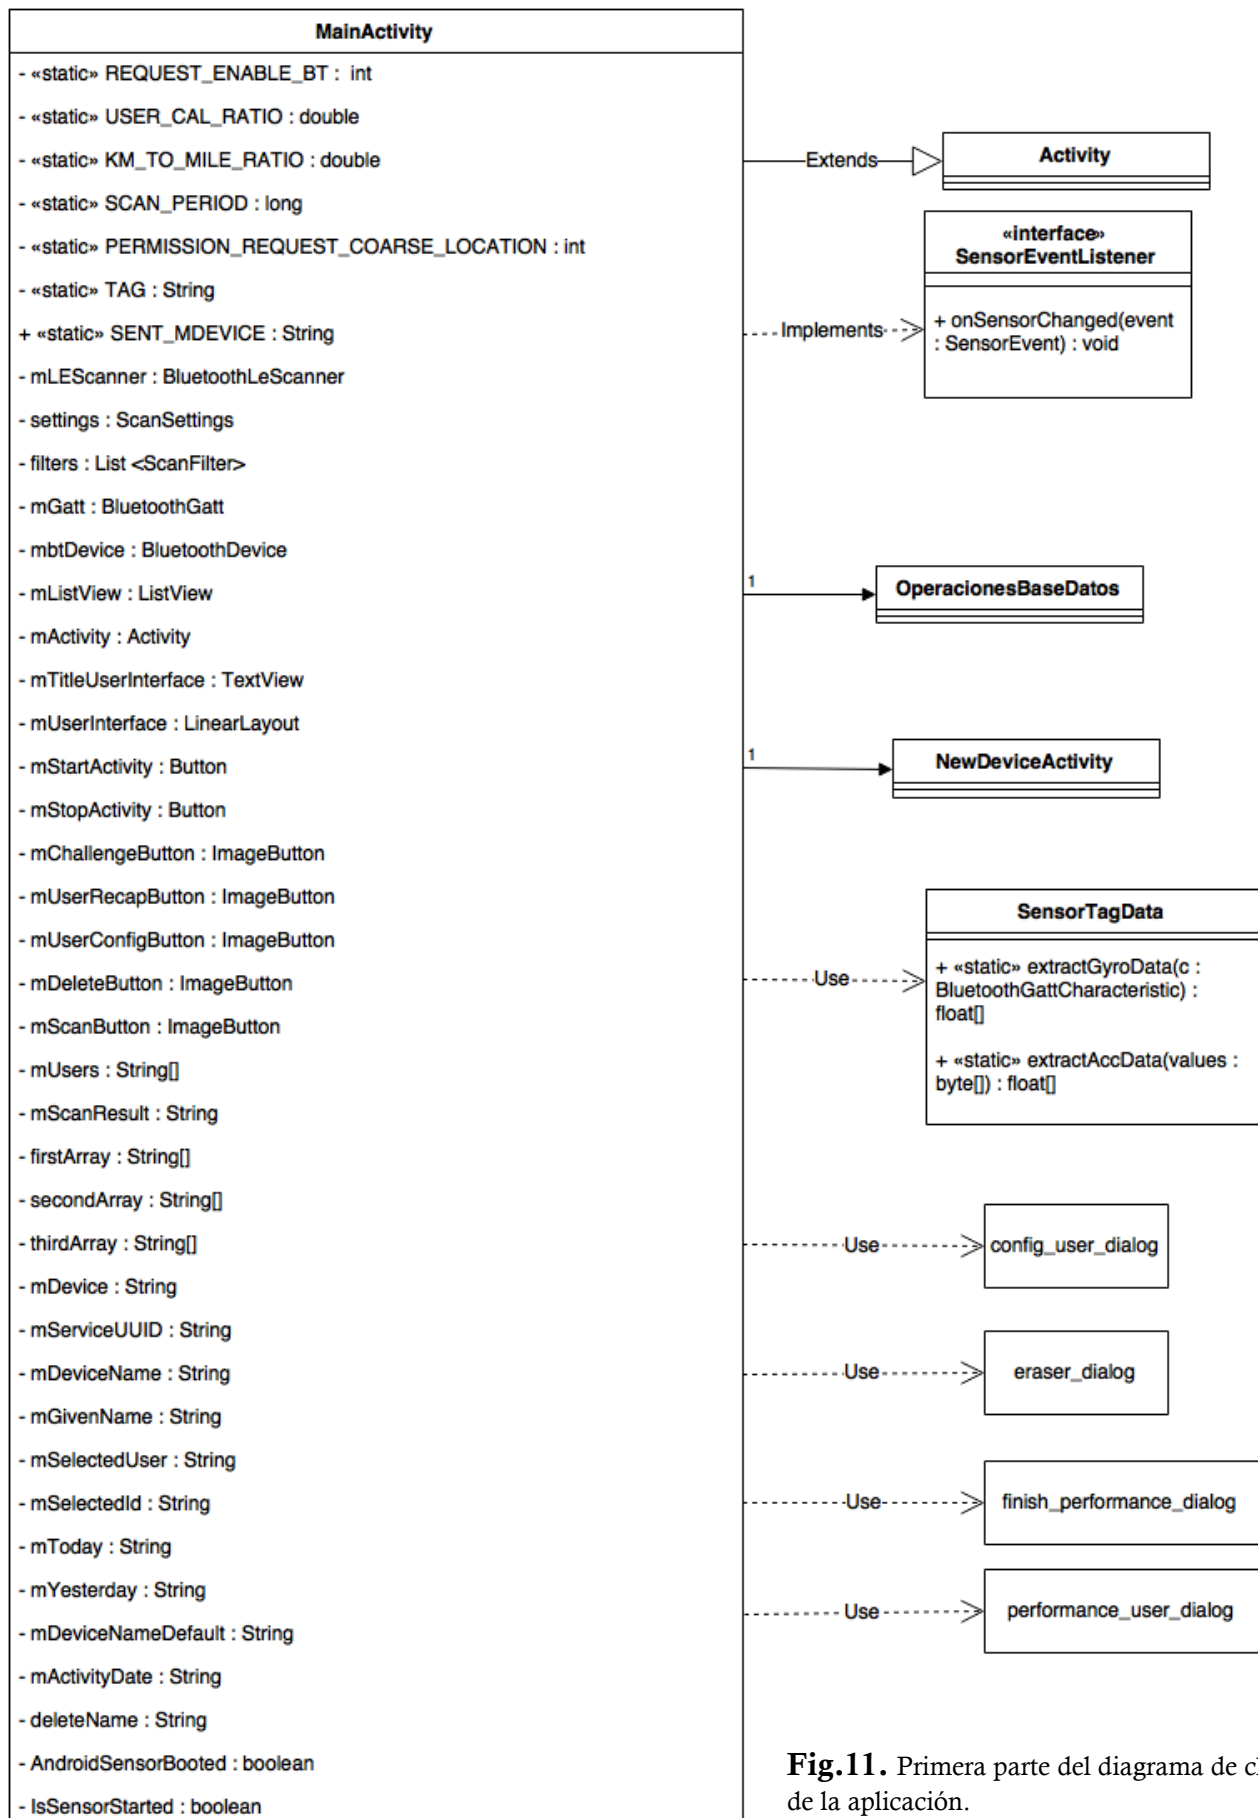 MainActivity
- «static» REQUEST_ENABLE_BT : int
- «static» USER_CAL_RATIO : double
- «static» KM_TO_MILE_RATIO : double
- «static» SCAN_PERIOD : long
- «static» PERMISSION_REQUEST_COARSE_LOCATION : int
- «static» TAG : String
+ «static» SENT_MDEVICE : String
- mLEScanner : BluetoothLeScanner
- settings : ScanSettings
- filters : List <ScanFilter>
- mGatt : BluetoothGatt
- mbtDevice : BluetoothDevice
- mListView : ListView
- mActivity : Activity
- mTitleUserInterface : TextView
- mUserInterface : LinearLayout
- mStartActivity : Button
- mStopActivity : Button
- mChallengeButton : ImageButton
- mUserRecapButton : ImageButton
- mUserConfigButton : ImageButton
- mDeleteButton : ImageButton
- mScanButton : ImageButton
- mUsers : String[]
- mScanResult : String
- firstArray : String[]
- secondArray : String[]
- thirdArray : String[]
- mDevice : String
- mServiceUUID : String
- mDeviceName : String
- mGivenName : String
- mSelectedUser : String
- mSelectedId : String
- mToday : String
- mYesterday : String
- mDeviceNameDefault : String
- mActivityDate : String
- deleteName : String
- AndroidSensorBooted : boolean
- IsSensorStarted : boolean
Extends
Activity
Implements
«interface»
SensorEventListener
+ onSensorChanged(event
: SensorEvent) : void
1
OperacionesBaseDatos
1
NewDeviceActivity
Use
SensorTagData
+ «static» extractGyroData(c :
BluetoothGattCharacteristic) :
float[]
+ «static» extractAccData(values :
byte[]) : float[]
Use
config_user_dialog
Use
eraser_dialog
Use
finish_performance_dialog
Use
performance_user_dialog
Fig.11. Primera parte del diagrama de
de la aplicación.